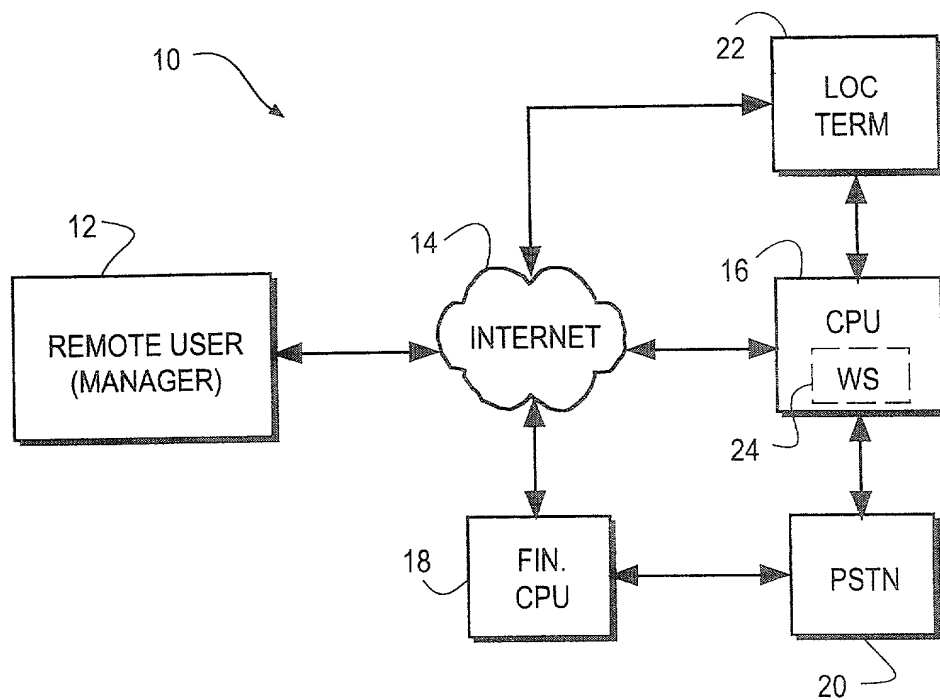 22
10
LOC
TERM
12
14
16
REMOTE USER
(MANAGER)
INTERNET
CPU
WS
24
18
FIN.
CPU
PSTN
20